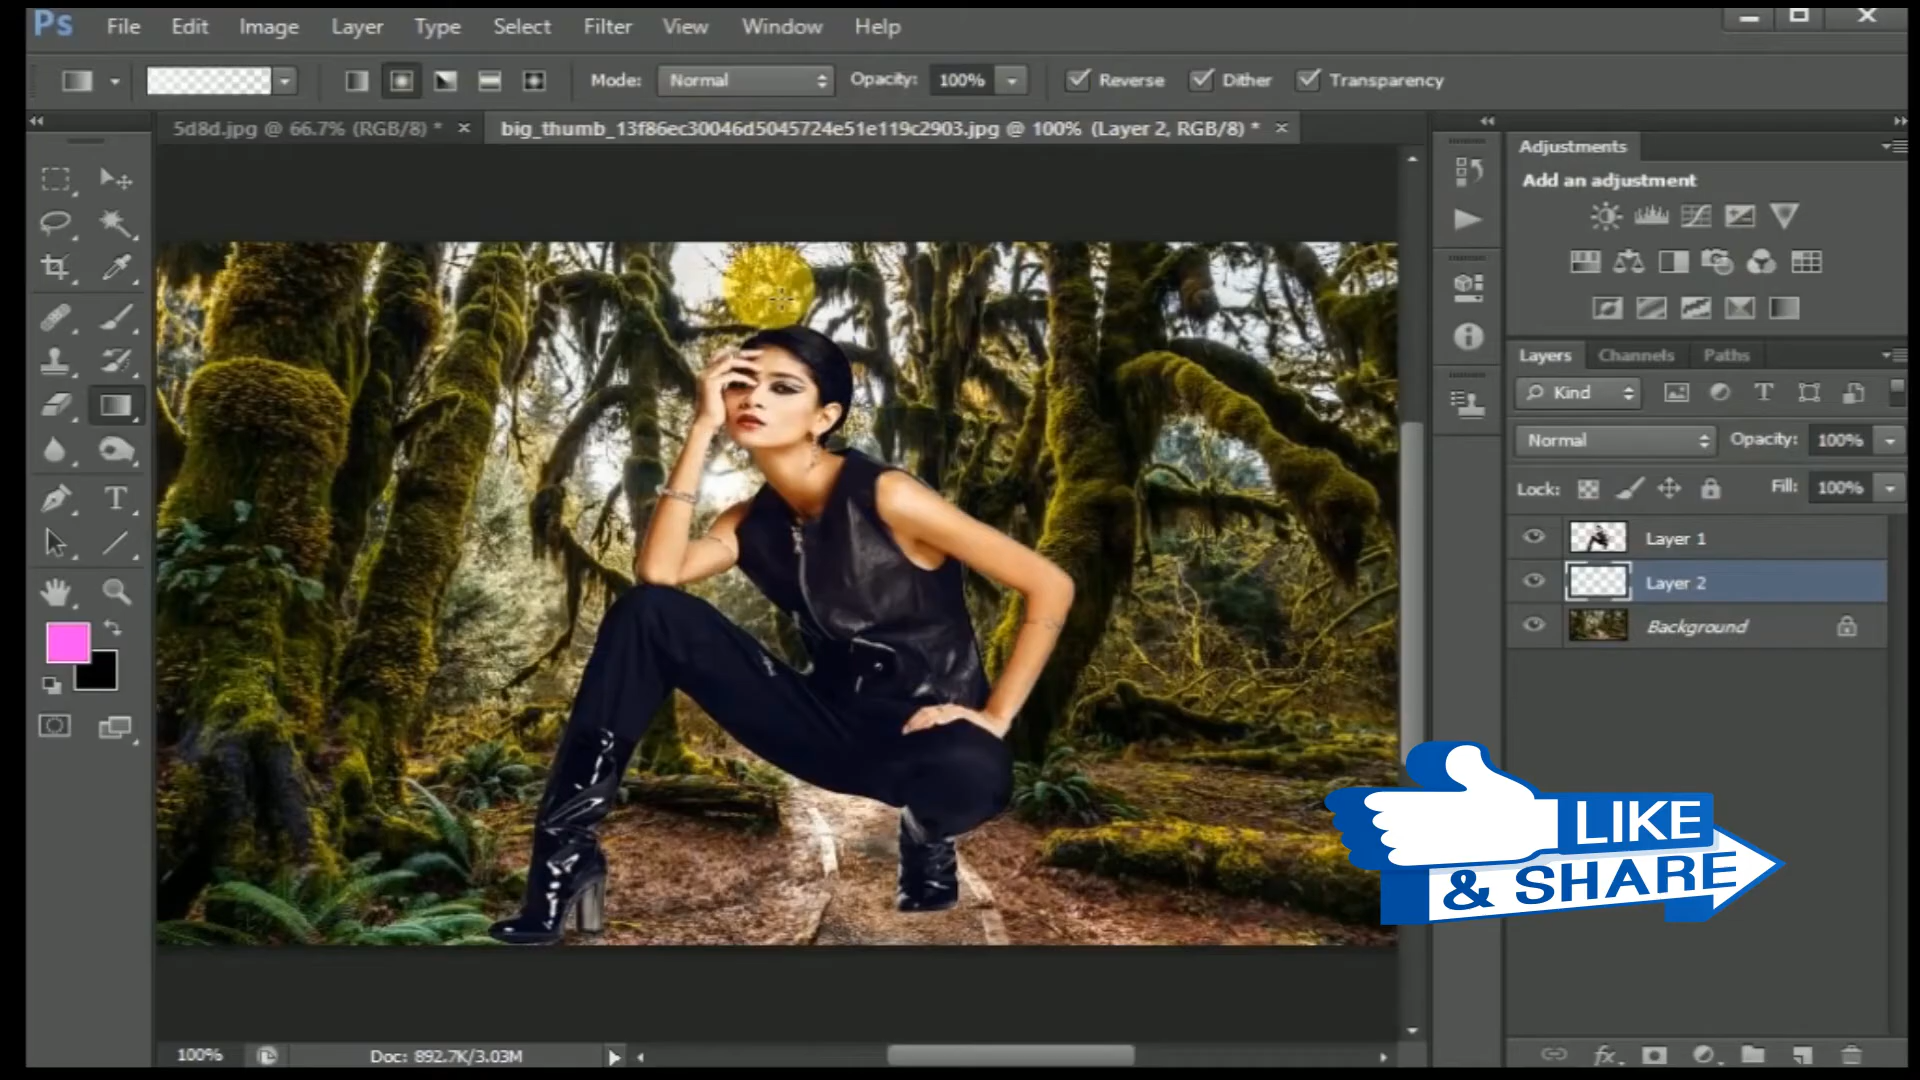 Ps File Edit Image Layer Type Select Filter View Window Help
Mode: Normal Opacity: 100% Reverse Dither Transparency
5d8d.jpg @ 66.7% (RGB/8) * × big_thumb_13f86ec30046d5045724e51e119c2903.jpg @ 100% (Layer 2, RGB/8) * ×
Adjustments
Add an adjustment
Layers Channels Paths
Kind
Normal Opacity: 100%
Lock: Fill: 100%
Layer 1
Layer 2
Background
LIKE
& SHARE
100% Doc: 892.7K/3.03M